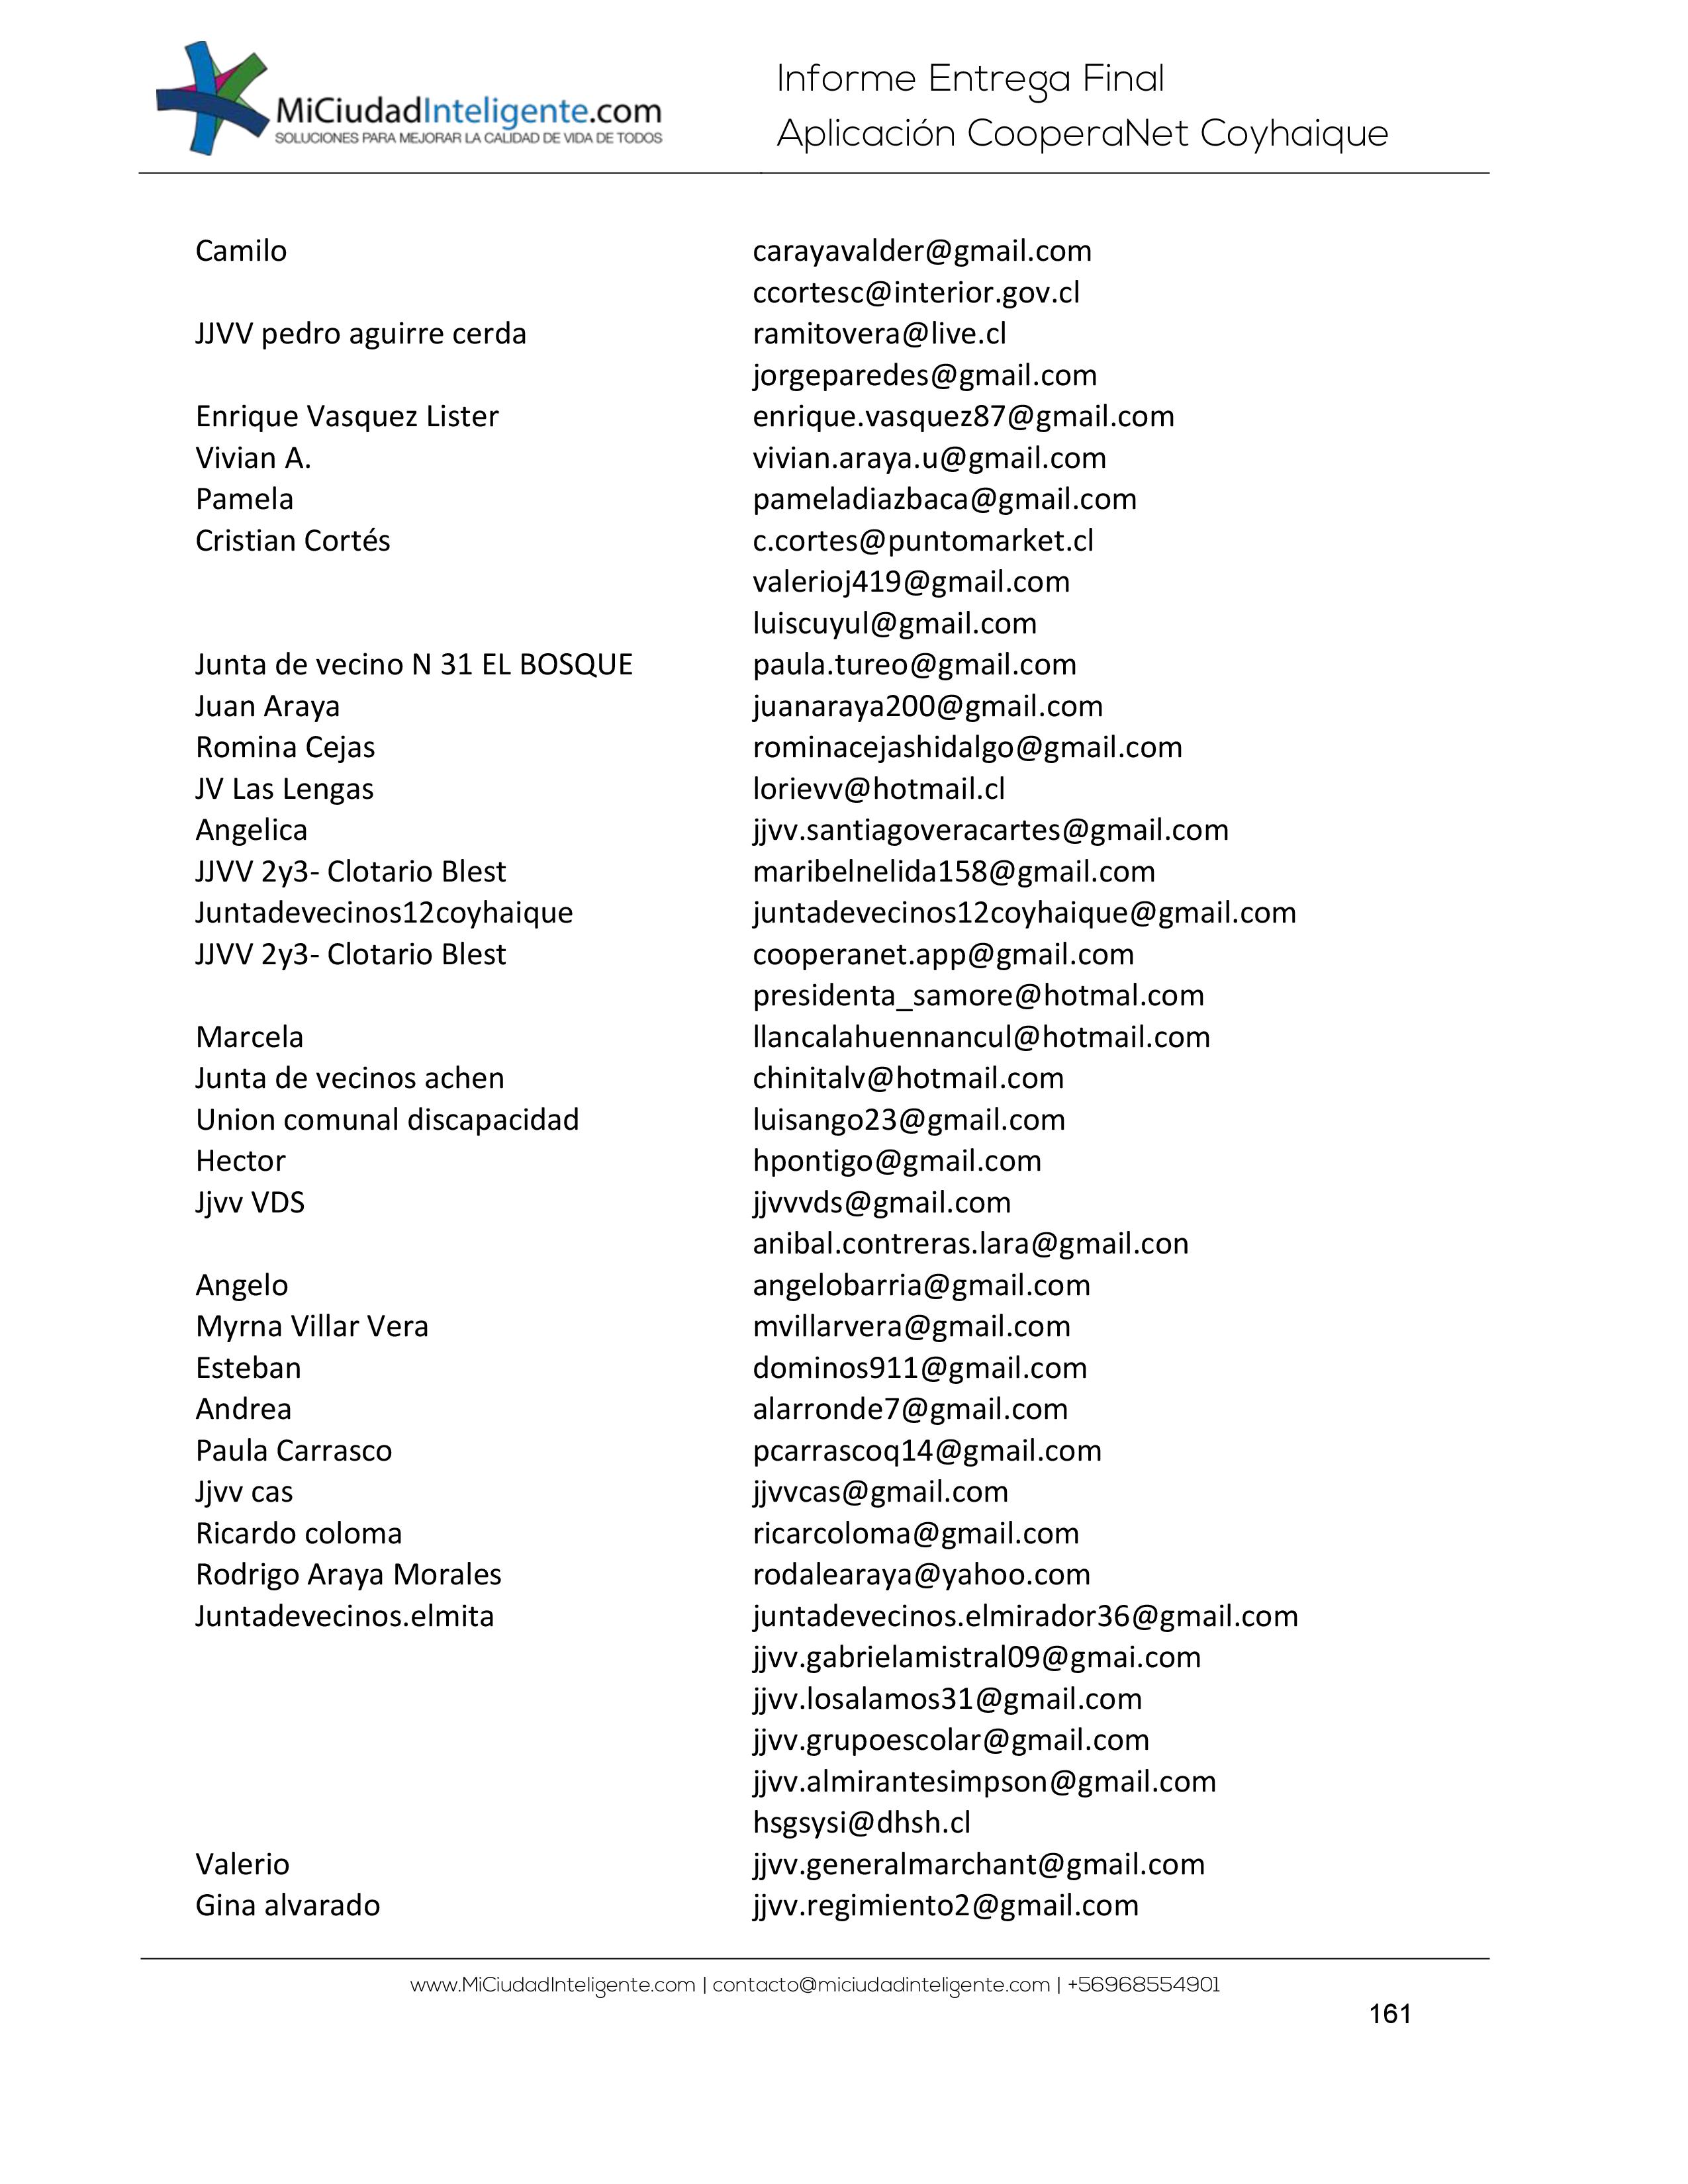 MiCiudadInteligente.com
SOLUCIONES PARA MEJORAR LA CALIDAD DE VIDA DE TODOS
Informe Entrega Final
Aplicación CooperaNet Coyhaique
Camilo carayavalder@gmail.com
ccortesc@interior.gov.cl
JJVV pedro aguirre cerda ramitovera@live.cl
jorgeparedes@gmail.com
Enrique Vasquez Lister enrique.vasquez87@gmail.com
Vivian A. vivian.araya.u@gmail.com
Pamela pameladiazbaca@gmail.com
Cristian Cortés c.cortes@puntomarket.cl
valerioj419@gmail.com
luiscuyul@gmail.com
Junta de vecino N 31 EL BOSQUE paula.tureo@gmail.com
Juan Araya juanaraya200@gmail.com
Romina Cejas rominacejashidalgo@gmail.com
JV Las Lengas lorievv@hotmail.cl
Angelica jjvv.santiagoveracartes@gmail.com
JJVV 2y3- Clotario Blest maribelnelida158@gmail.com
Juntadevecinos12coyhaique juntadevecinos12coyhaique@gmail.com
JJVV 2y3- Clotario Blest cooperanet.app@gmail.com
presidenta_samore@hotmal.com
Marcela llancalahuennancul@hotmail.com
Junta de vecinos achen chinitalv@hotmail.com
Union comunal discapacidad luisango23@gmail.com
Hector hpontigo@gmail.com
Jjvv VDS jjvvvds@gmail.com
anibal.contreras.lara@gmail.con
Angelo angelobarria@gmail.com
Myrna Villar Vera mvillarvera@gmail.com
Esteban dominos911@gmail.com
Andrea alarronde7@gmail.com
Paula Carrasco pcarrascoq14@gmail.com
Jjvv cas jjvvcas@gmail.com
Ricardo coloma ricarcoloma@gmail.com
Rodrigo Araya Morales rodalearaya@yahoo.com
Juntadevecinos.elmita juntadevecinos.elmirador36@gmail.com
jjvv.gabrielamistral09@gmai.com
jjvv.losalamos31@gmail.com
jjvv.grupoescolar@gmail.com
jjvv.almirantesimpson@gmail.com
hsgsysi@dhsh.cl
Valerio jjvv.generalmarchant@gmail.com
Gina alvarado jjvv.regimiento2@gmail.com
www.MiCiudadInteligente.com | contacto@miciudadinteligente.com | +56968554901
161